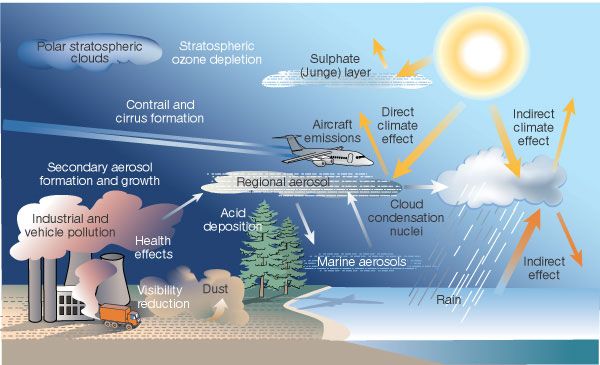 Polar stratospheric
clouds
Stratospheric
ozone depletion
Sulphate
(Junge) layer
Contrail and
cirrus formation
Aircraft
emissions
Direct
climate
effect
Indirect
climate
effect
Secondary aerosol
formation and growth
Regional aerosol
Industrial and
vehicle pollution
Acid
deposition
Cloud
condensation
nuclei
Health
effects
Marine aerosols
Indirect
effect
Visibility
reduction
Dust
Rain